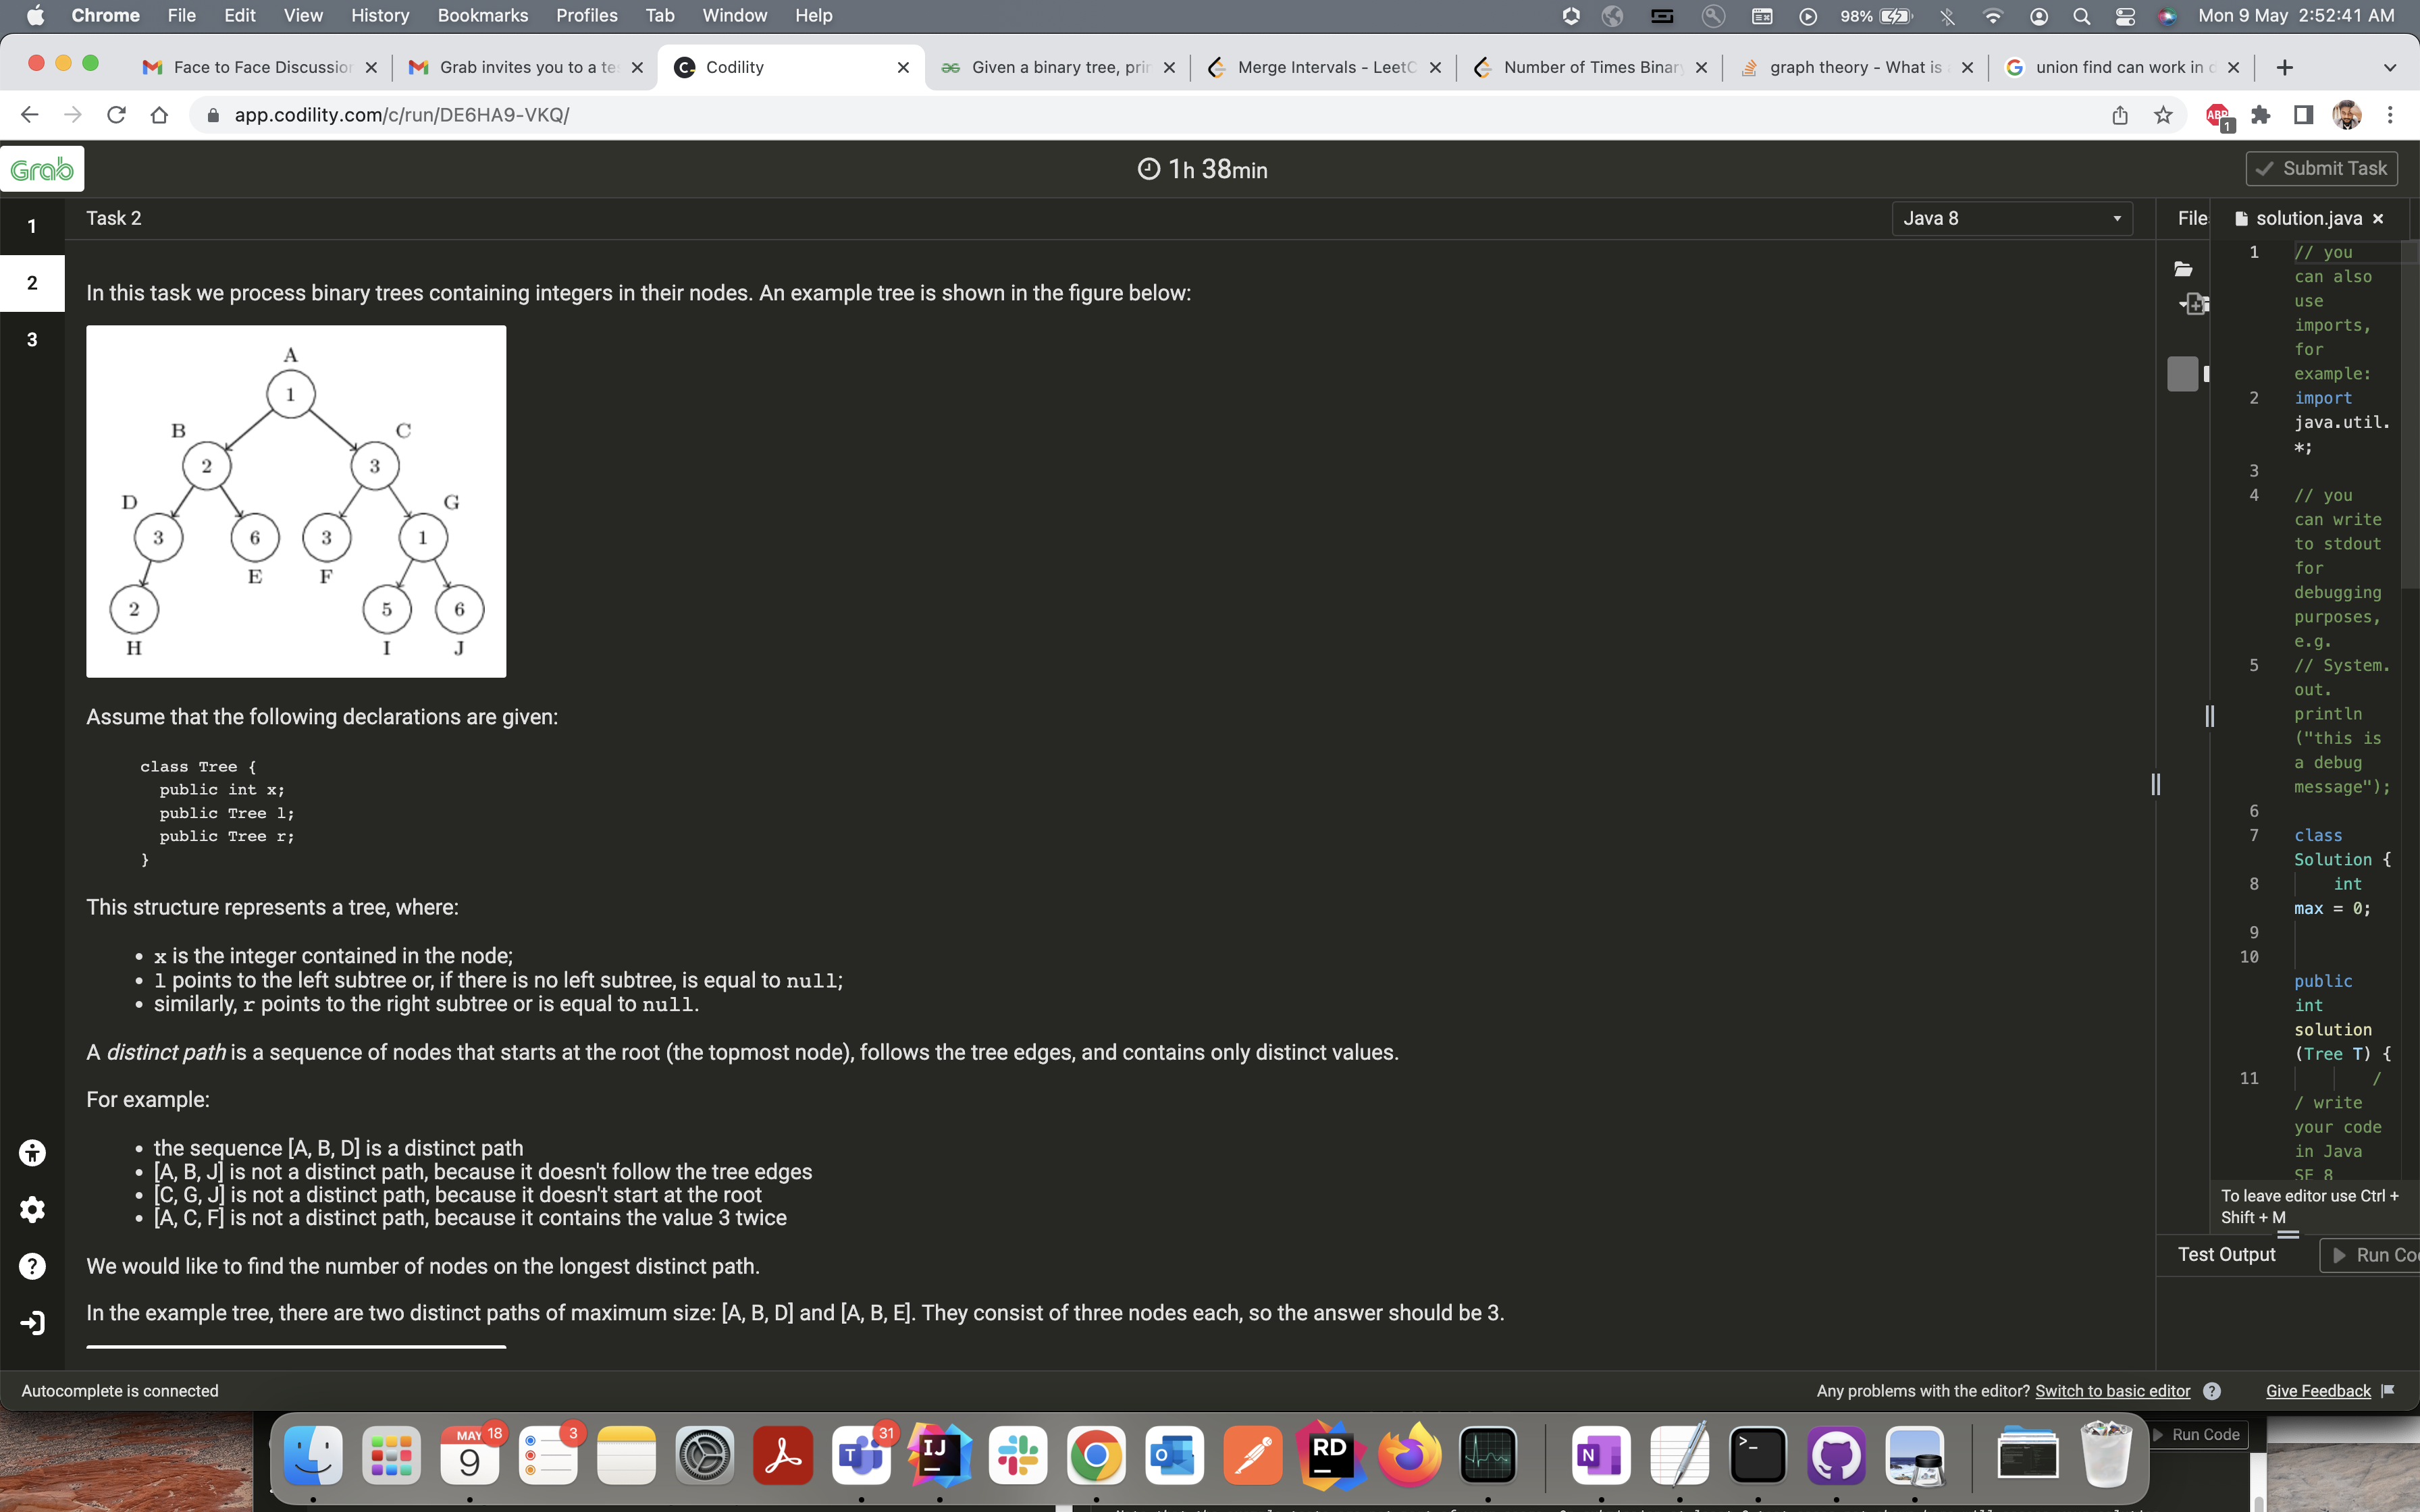 Chrome File Edit View History Bookmarks Profiles Tab Window Help 98% Mon 9 May 2:52:41 AM
Face to Face Discussion Grab invites you to a te Codility Given a binary tree, prin Merge Intervals - LeetC Number of Times Binary graph theory - What is union find can work in
app.codility.com/c/run/DE6HA9-VKQ/ ABP 1
Grab 1h 38min Submit Task
1
2
3
Task 2 Java 8
In this task we process binary trees containing integers in their nodes. An example tree is shown in the figure below:
A
1
B C
2 3
D G
3 6 3 1
E F
2 5 6
H I J
Assume that the following declarations are given:
class Tree {
public int x;
public Tree l;
public Tree r;
}
This structure represents a tree, where:
• x is the integer contained in the node;
• l points to the left subtree or, if there is no left subtree, is equal to null;
• similarly, r points to the right subtree or is equal to null.
A distinct path is a sequence of nodes that starts at the root (the topmost node), follows the tree edges, and contains only distinct values.
For example:
• the sequence [A, B, D] is a distinct path
• [A, B, J] is not a distinct path, because it doesn't follow the tree edges
• [C, G, J] is not a distinct path, because it doesn't start at the root
• [A, C, F] is not a distinct path, because it contains the value 3 twice
We would like to find the number of nodes on the longest distinct path.
In the example tree, there are two distinct paths of maximum size: [A, B, D] and [A, B, E]. They consist of three nodes each, so the answer should be 3.
File solution.java
1 // you
can also
use
imports,
for
example:
2 import
java.util.
*;
3
4 // you
can write
to stdout
for
debugging
purposes,
e.g.
5 // System.
out.
println
("this is
a debug
message");
6
7 class
Solution {
8 int
max = 0;
9
10
public
int
solution
(Tree T) {
11 /
/ write
your code
in Java
SE 8
To leave editor use Ctrl +
Shift + M
Test Output Run Co
Autocomplete is connected Any problems with the editor? Switch to basic editor ? Give Feedback
MAY 18 9 3 T 31 IJ RD >_ N
Run Code